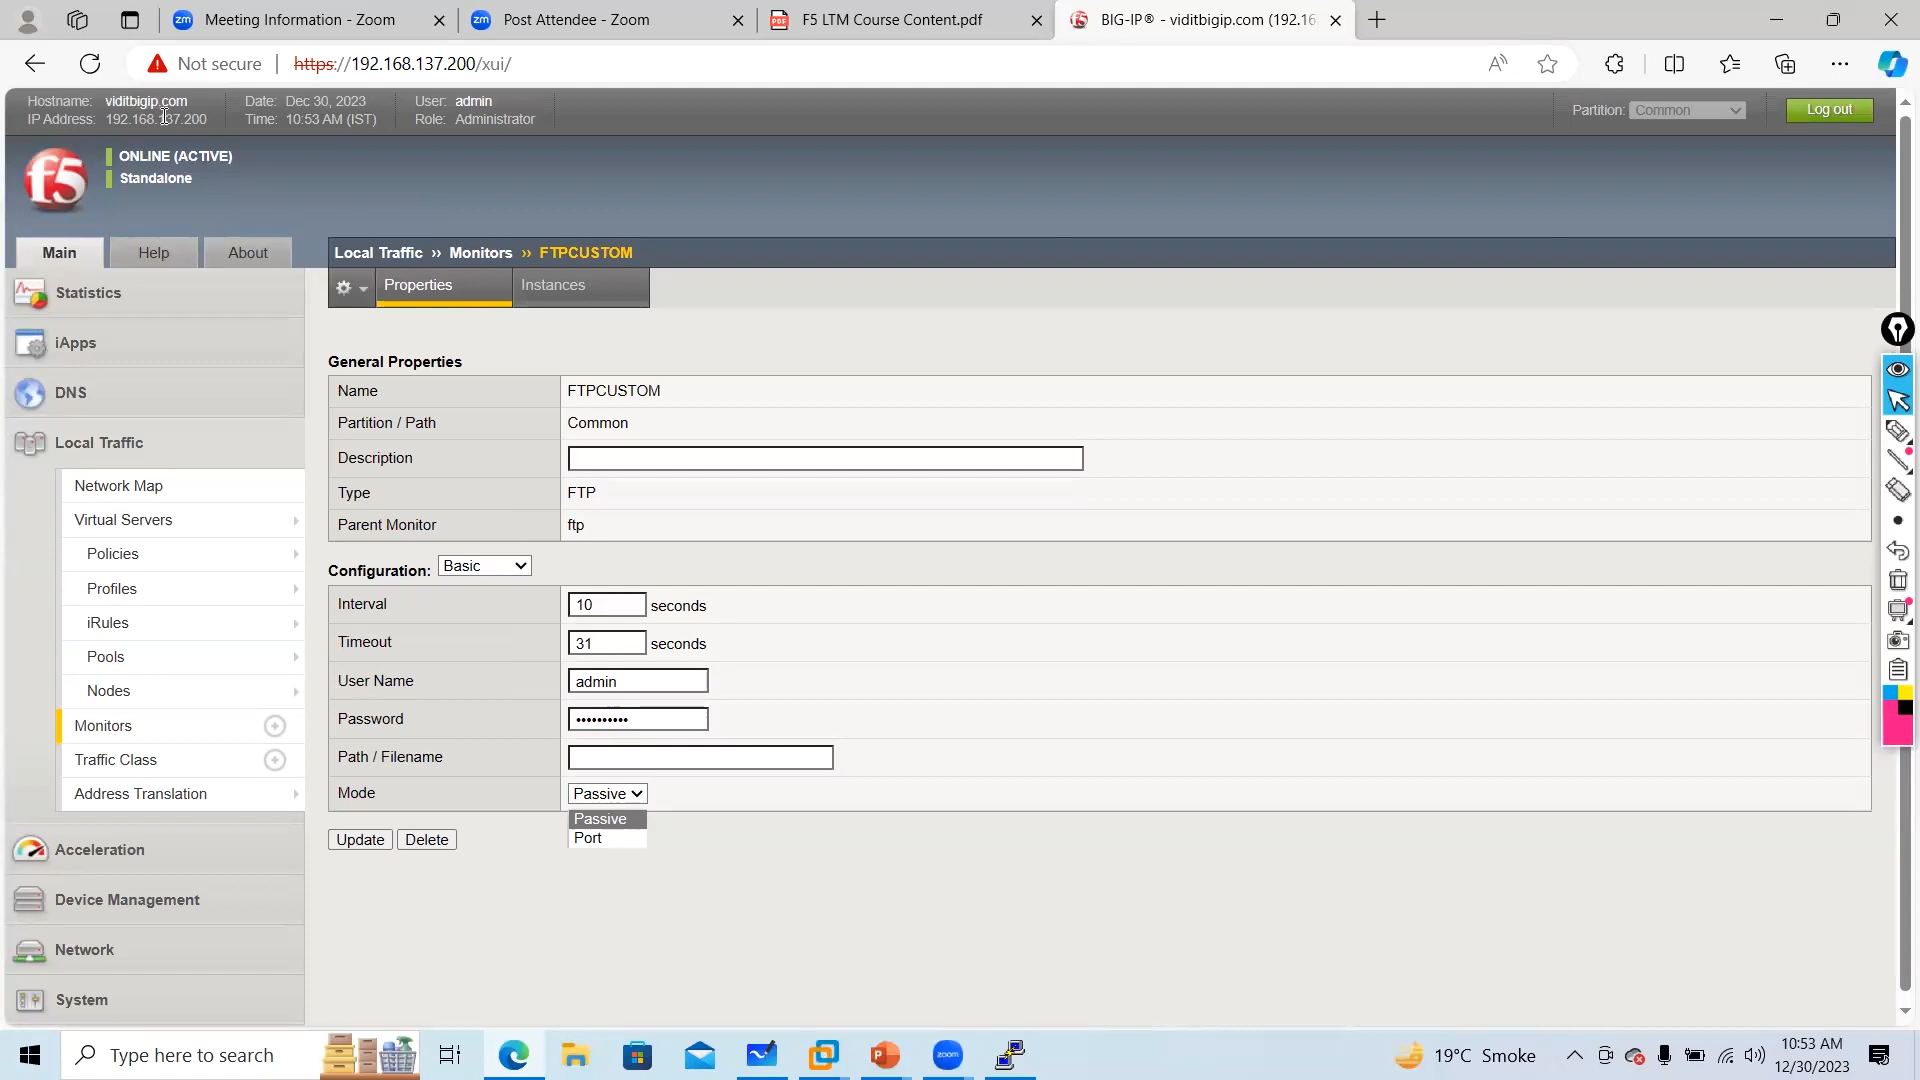 Meeting Information - Zoom
Post Attendee - Zoom
F5 LTM Course Content.pdf
BIG-IP® - viditbigip.com (192.16
Not secure
https://192.168.137.200/xui/
Hostname: viditbigip.com
IP Address: 192.168.137.200
Date: Dec 30, 2023
Time: 10:53 AM (IST)
User: admin
Role: Administrator
Partition: Common
Log out
f5
ONLINE (ACTIVE)
Standalone
Main
Help
About
Local Traffic ›› Monitors ›› FTPCUSTOM
Properties
Instances
Statistics
iApps
DNS
Local Traffic
Network Map
Virtual Servers
Policies
Profiles
iRules
Pools
Nodes
Monitors
Traffic Class
Address Translation
Acceleration
Device Management
Network
System
General Properties
Name FTPCUSTOM
Partition / Path Common
Description
Type FTP
Parent Monitor ftp
Configuration: Basic
Interval 10 seconds
Timeout 31 seconds
User Name admin
Password ••••••••••
Path / Filename
Mode Passive
Passive
Port
Update Delete
Type here to search
zoom
19°C Smoke
10:53 AM
12/30/2023